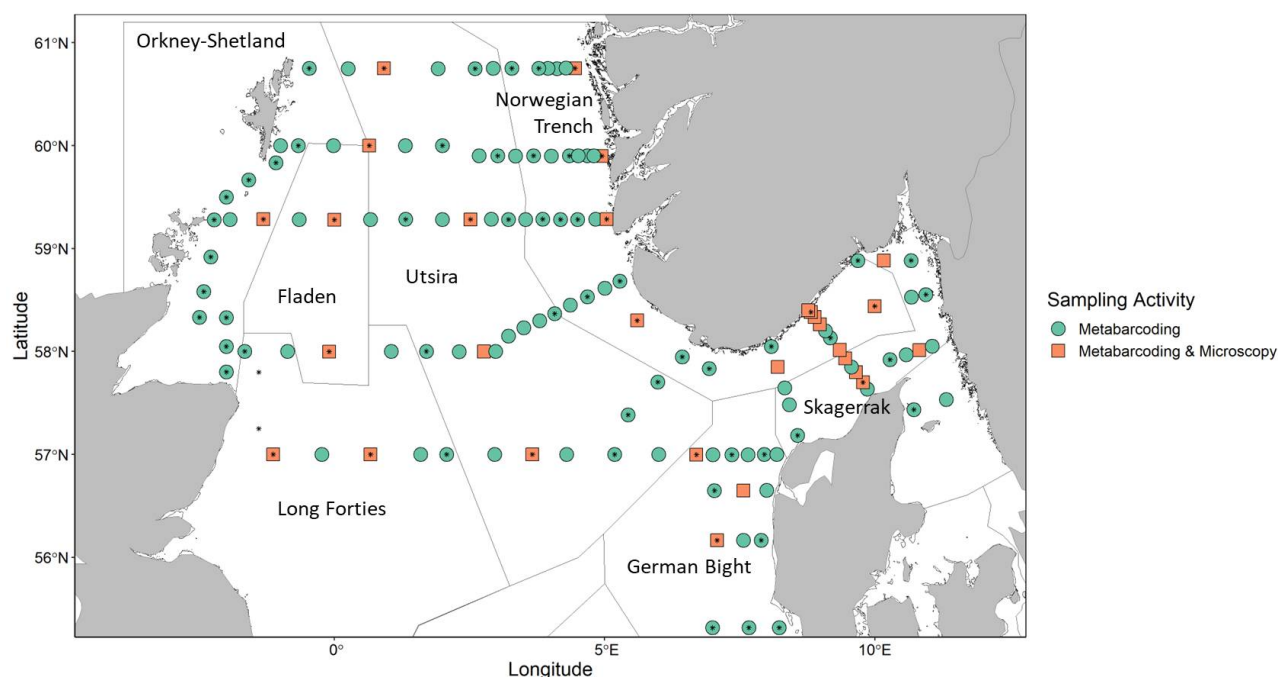 61°N
60°N
59°N
58°N
57°N
56°N
Latitude
Orkney-Shetland
Norwegian
Trench
Utsira
Fladen
Skagerrak
Long Forties
German Bight
0°
5°E
10°E
Longitude
Sampling Activity
Metabarcoding
Metabarcoding & Microscopy